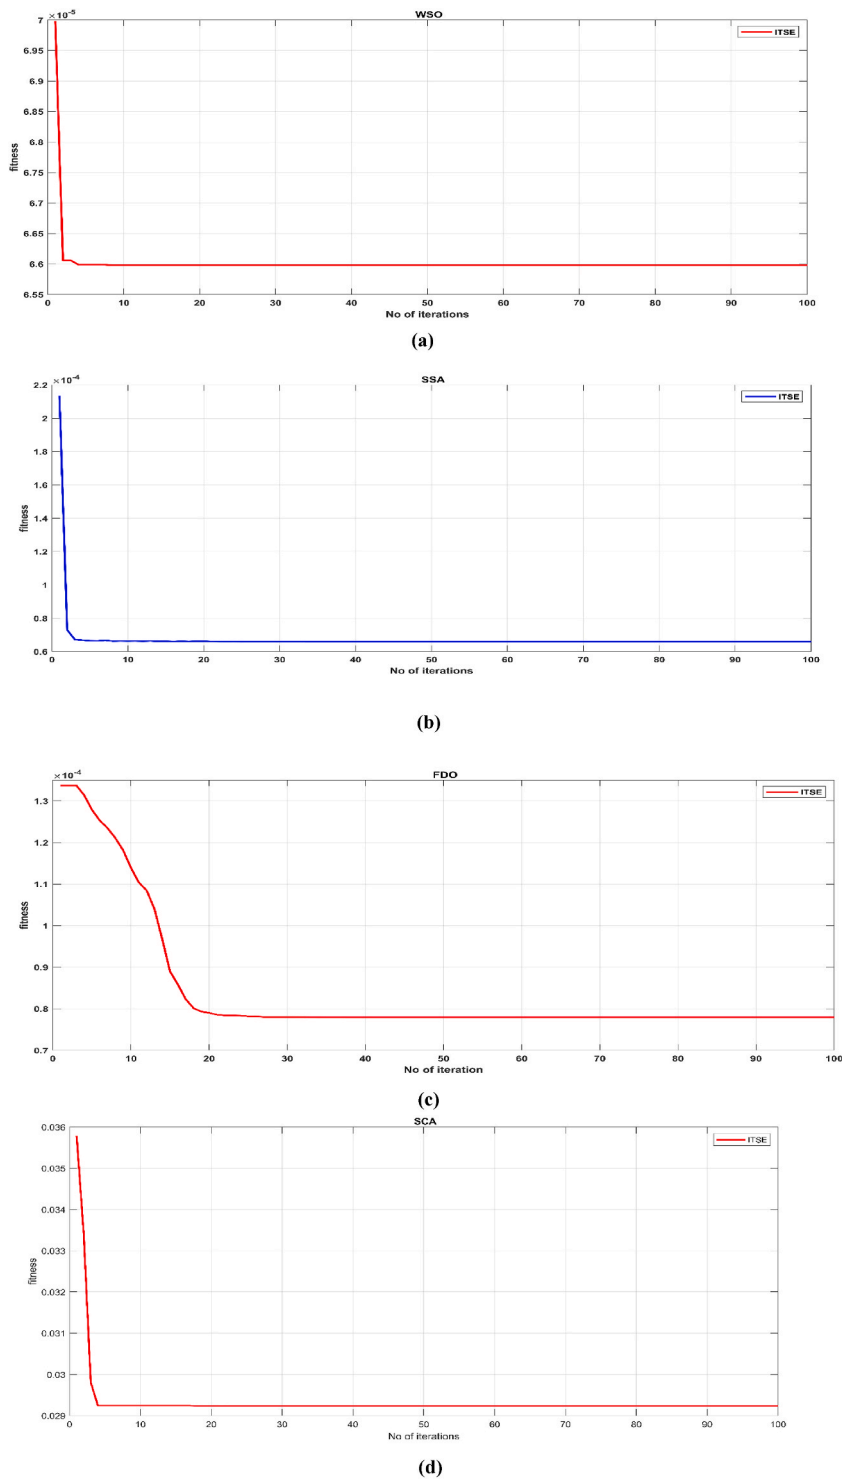 ×10⁻⁵
WSO
ITSE
7
6.95
6.9
6.85
6.8
6.75
6.7
6.65
6.6
6.55
fitness
0 10 20 30 40 50 60 70 80 90 100
No of iterations
(a)
×10⁻⁴
SSA
ITSE
2.2
2
1.8
1.6
1.4
1.2
1
0.8
0.6
fitness
0 10 20 30 40 50 60 70 80 90 100
No of iterations
(b)
×10⁻⁴
FDO
ITSE
1.3
1.2
1.1
1
0.9
0.8
0.7
fitness
0 10 20 30 40 50 60 70 80 90 100
No of iteration
(c)
SCA
ITSE
0.036
0.035
0.034
0.033
0.032
0.031
0.03
0.029
fitness
0 10 20 30 40 50 60 70 80 90 100
No of iterations
(d)